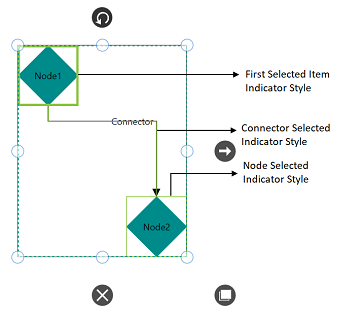 Node1
First Selected Item
Indicator Style
Connector
Connector Selected
Indicator Style
Node Selected
Indicator Style
Node2